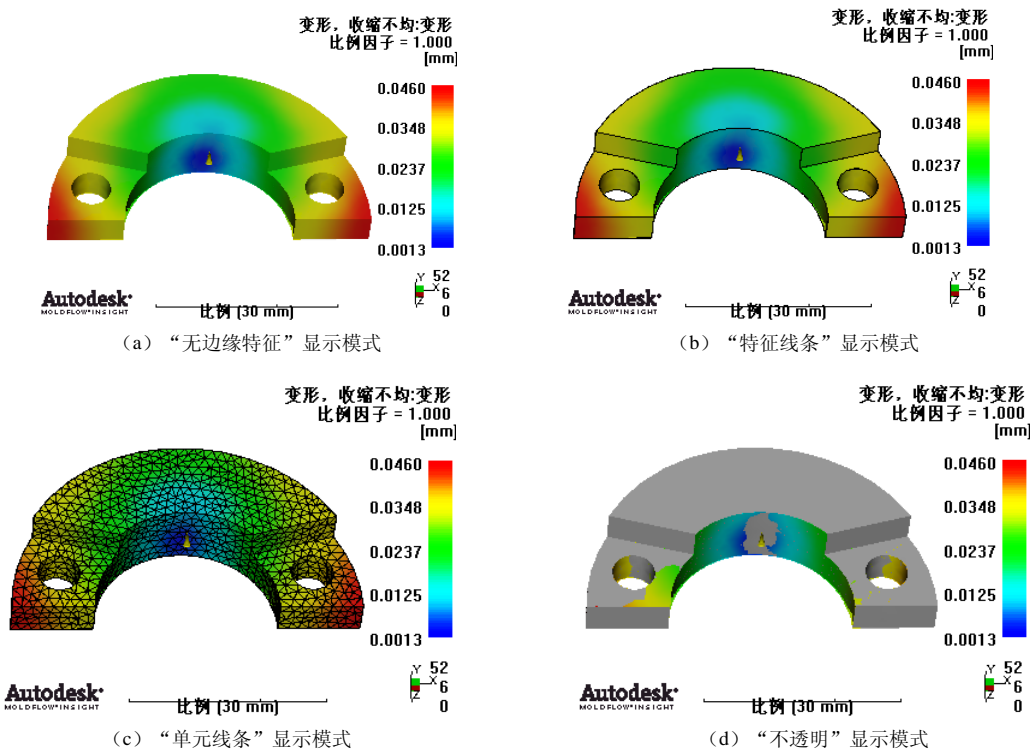 变形，收缩不均:变形
比例因子 = 1.000
[mm]
0.0460
0.0348
0.0237
0.0125
0.0013
Autodesk
MOLDFLOW INSIGHT
比例 (30 mm)
Y 52
X 6
Z 0
（a）“无边缘特征”显示模式
变形，收缩不均:变形
比例因子 = 1.000
[mm]
0.0460
0.0348
0.0237
0.0125
0.0013
Autodesk
MOLDFLOW INSIGHT
比例 (30 mm)
Y 52
X 6
Z 0
（b）“特征线条”显示模式
变形，收缩不均:变形
比例因子 = 1.000
[mm]
0.0460
0.0348
0.0237
0.0125
0.0013
Autodesk
MOLDFLOW INSIGHT
比例 (30 mm)
Y 52
X 6
Z 0
（c）“单元线条”显示模式
变形，收缩不均:变形
比例因子 = 1.000
[mm]
0.0460
0.0348
0.0237
0.0125
0.0013
Autodesk
MOLDFLOW INSIGHT
比例 (30 mm)
Y 52
X 6
Z 0
（d）“不透明”显示模式